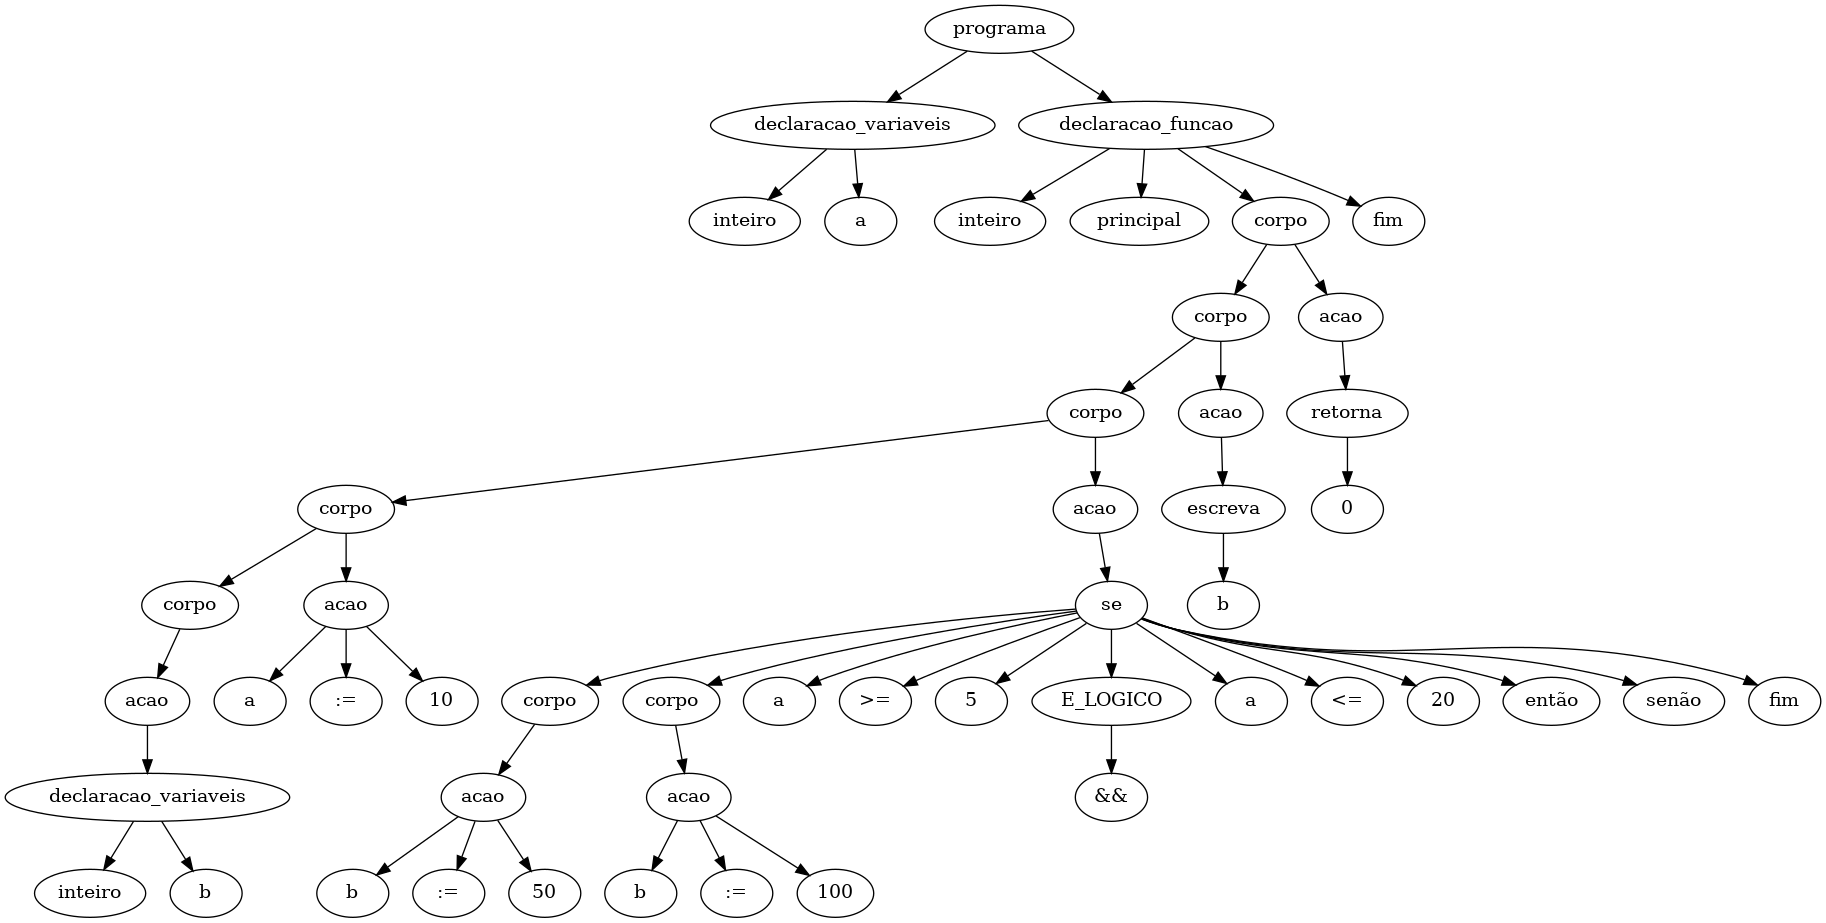 programa
declaracao_variaveis
declaracao_funcao
inteiro
a
inteiro
principal
corpo
fim
corpo
acao
corpo
acao
retorna
corpo
acao
escreva
0
corpo
acao
se
b
acao
a
:=
10
corpo
corpo
a
>=
5
E_LOGICO
a
<=
20
então
senão
fim
declaracao_variaveis
acao
acao
&&
inteiro
b
b
:=
50
b
:=
100